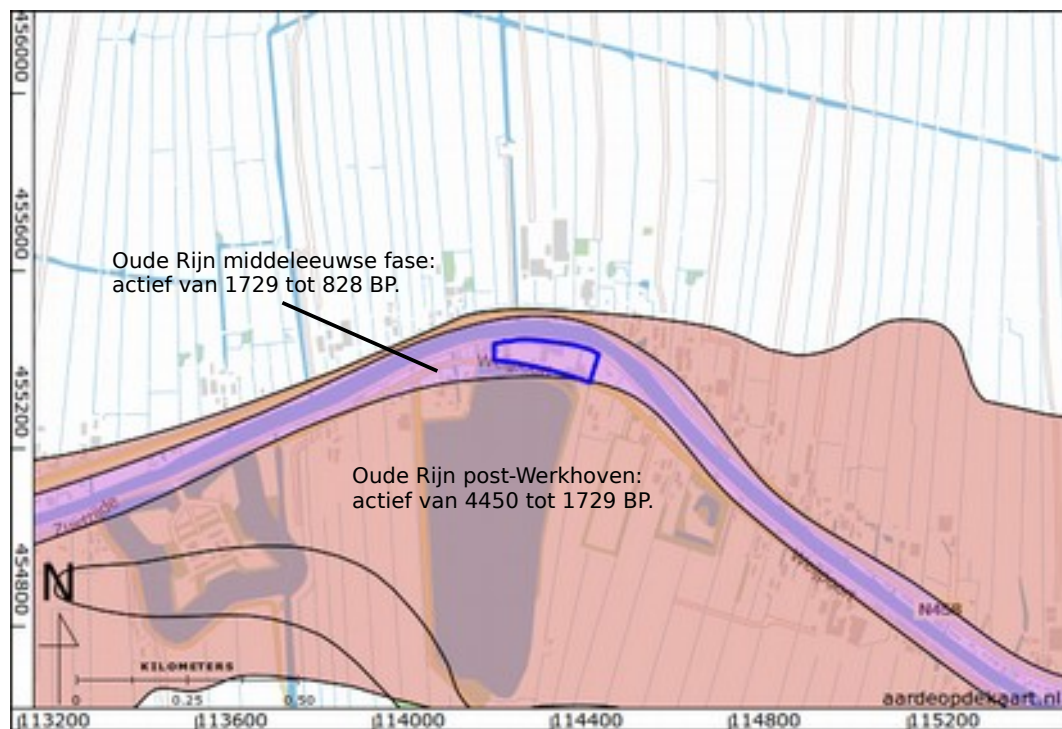 456000
455600
Oude Rijn middeleeuwse fase:
actief van 1729 tot 828 BP.
455200
Oude Rijn post-Werkhoven:
actief van 4450 tot 1729 BP.
Zuidzijde
454800
N
N458
KILOMETERS
0 0.25 0.50
aardeopdekaart.nl
113200 113600 114000 114400 114800 115200